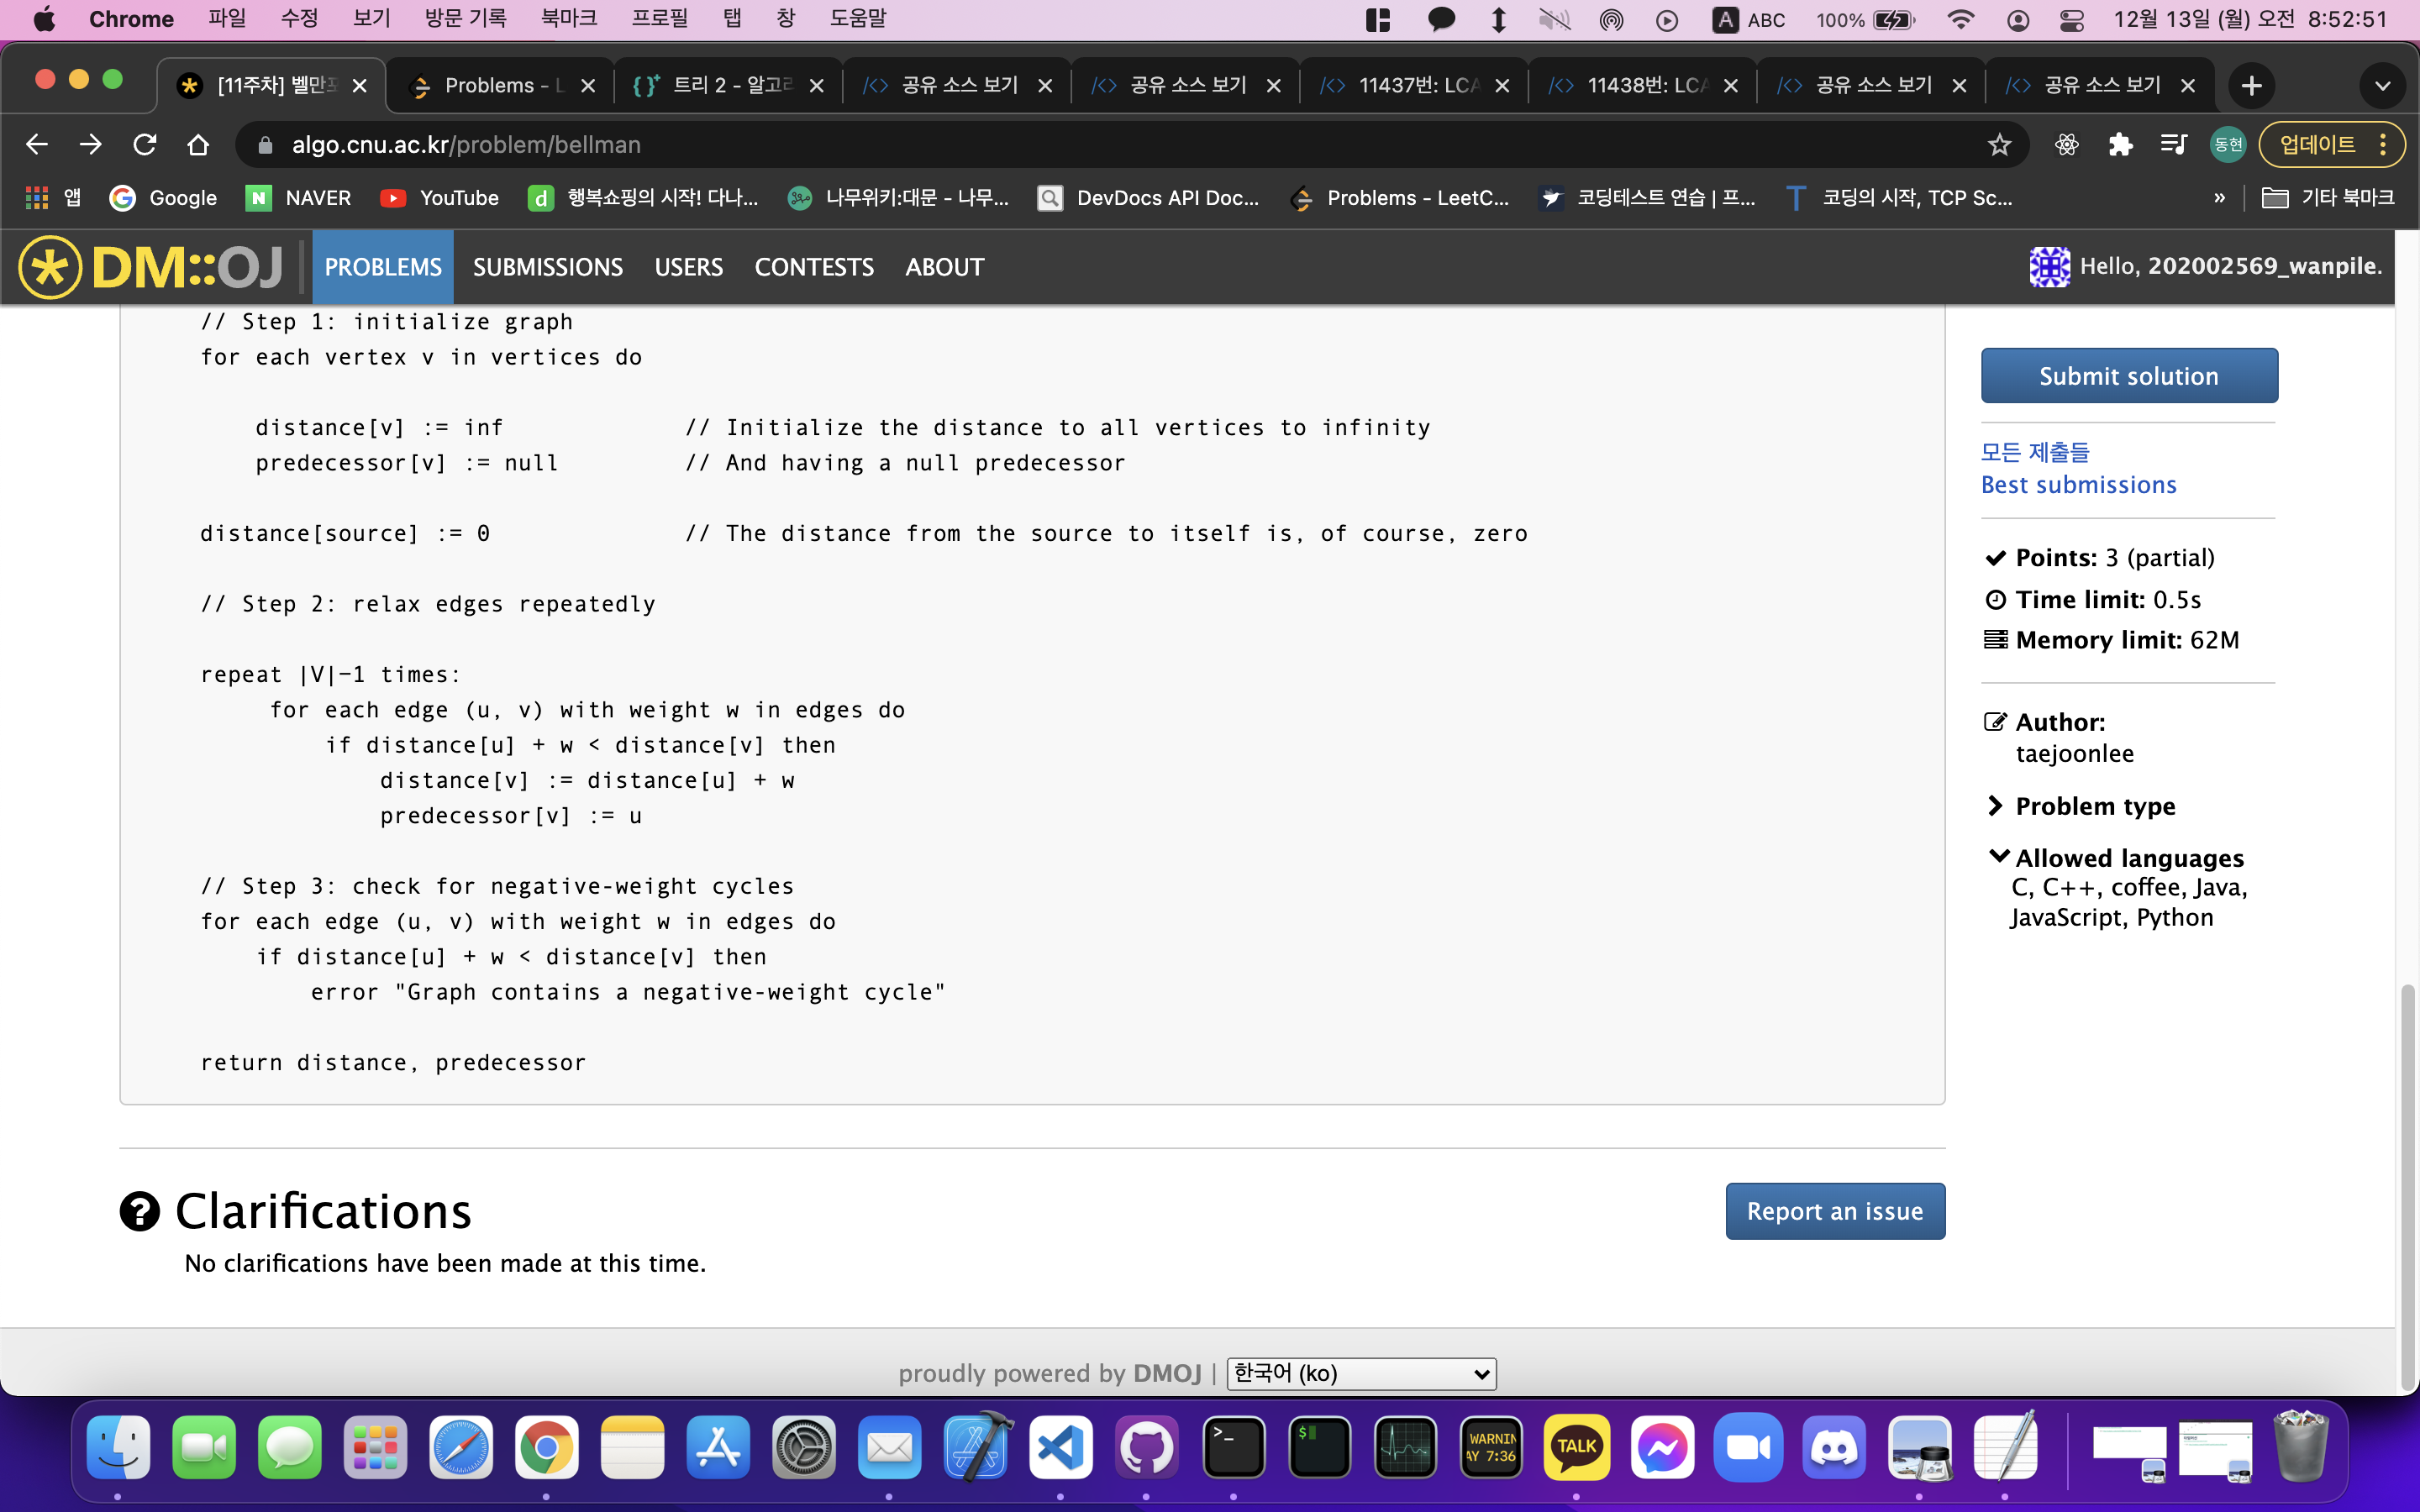 Chrome 파일 수정 보기 방문 기록 북마크 프로필 탭 창 도움말 A ABC 100% 12월 13일 (월) 오전 8:52:51
[11주차] 벨만포 Problems - L 트리 2 - 알고리 공유 소스 보기 공유 소스 보기 11437번: LCA 11438번: LCA 공유 소스 보기 공유 소스 보기
algo.cnu.ac.kr/problem/bellman 동현 업데이트
앱 Google N NAVER YouTube d 행복쇼핑의 시작! 다나... 나무위키:대문 - 나무... DevDocs API Doc... Problems - LeetC... 코딩테스트 연습 | 프... T 코딩의 시작, TCP Sc... » 기타 북마크
DM::OJ PROBLEMS SUBMISSIONS USERS CONTESTS ABOUT Hello, 202002569_wanpile.
// Step 1: initialize graph
for each vertex v in vertices do
distance[v] := inf // Initialize the distance to all vertices to infinity
predecessor[v] := null // And having a null predecessor
distance[source] := 0 // The distance from the source to itself is, of course, zero
// Step 2: relax edges repeatedly
repeat |V|−1 times:
for each edge (u, v) with weight w in edges do
if distance[u] + w < distance[v] then
distance[v] := distance[u] + w
predecessor[v] := u
// Step 3: check for negative-weight cycles
for each edge (u, v) with weight w in edges do
if distance[u] + w < distance[v] then
error "Graph contains a negative-weight cycle"
return distance, predecessor
Submit solution
모든 제출들
Best submissions
Points: 3 (partial)
Time limit: 0.5s
Memory limit: 62M
Author:
taejoonlee
Problem type
Allowed languages
C, C++, coffee, Java,
JavaScript, Python
Clarifications
Report an issue
No clarifications have been made at this time.
proudly powered by DMOJ | 한국어 (ko)
WARNIN
AY 7:36
TALK